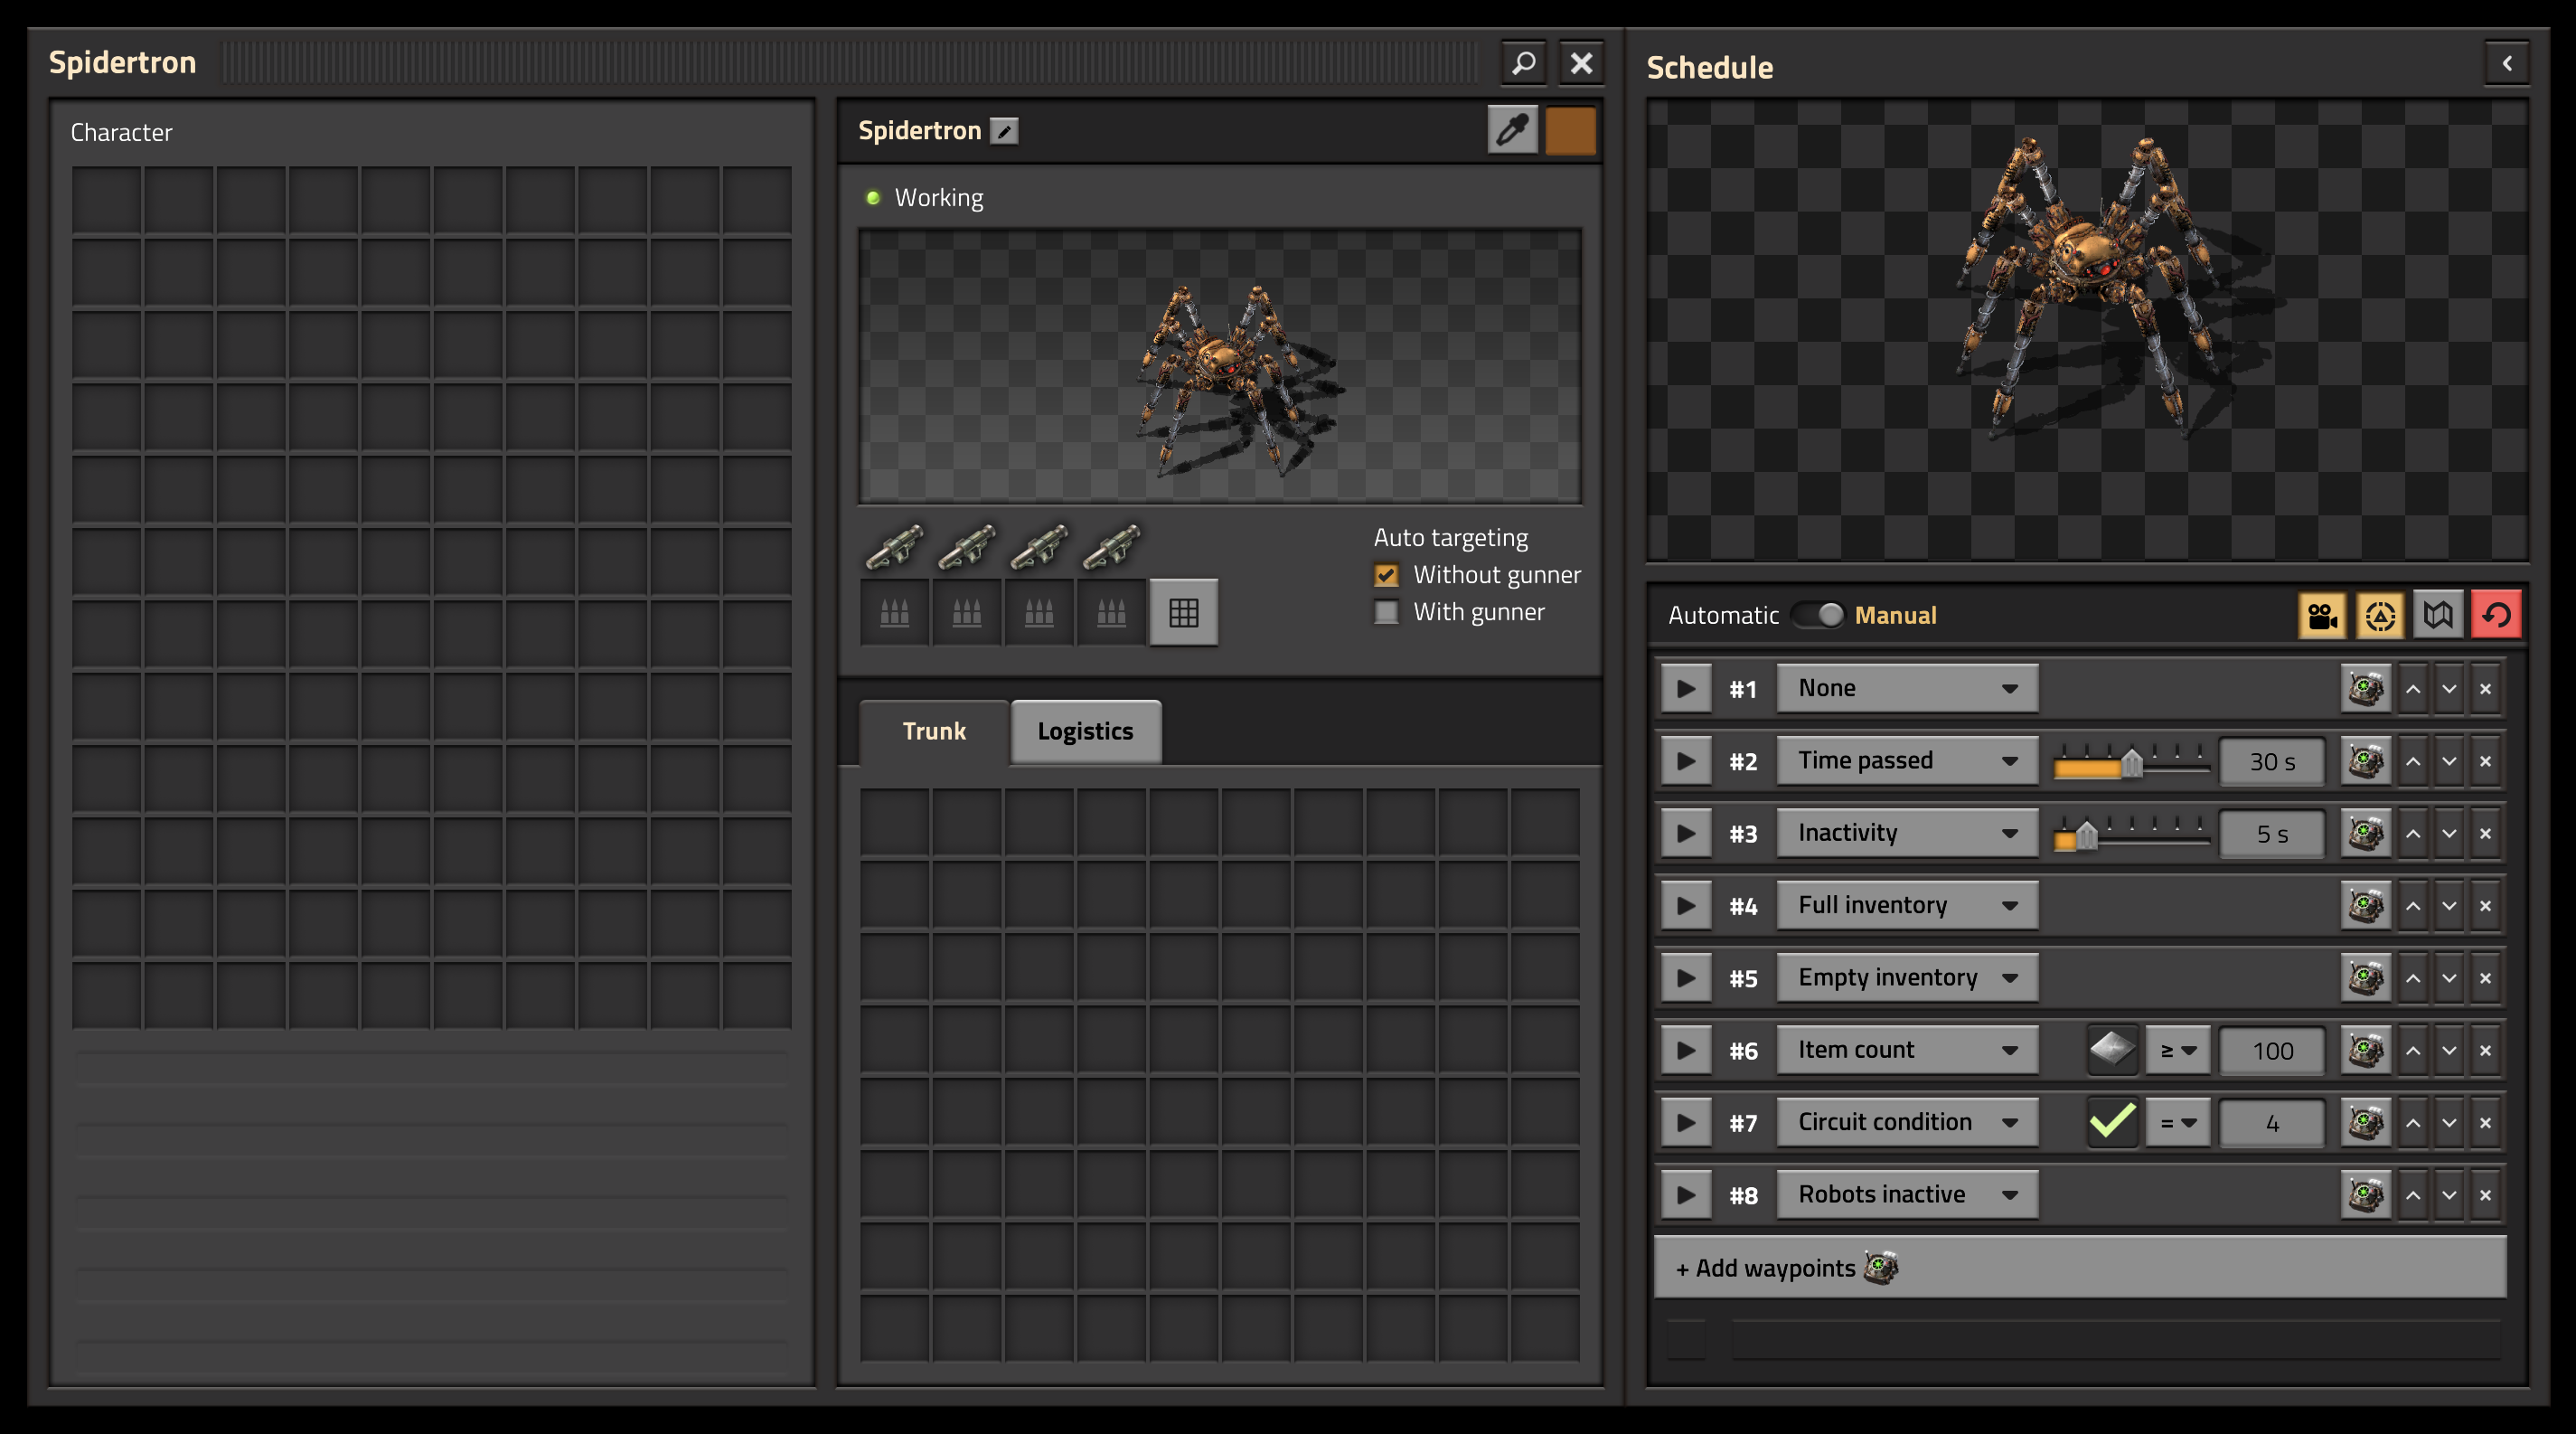 Spidertron
Character
Spidertron
Working
Auto targeting
Without gunner
With gunner
Trunk
Logistics
Schedule
Automatic Manual
#1 None
#2 Time passed 30 s
#3 Inactivity 5 s
#4 Full inventory
#5 Empty inventory
#6 Item count ≥ 100
#7 Circuit condition = 4
#8 Robots inactive
+ Add waypoints